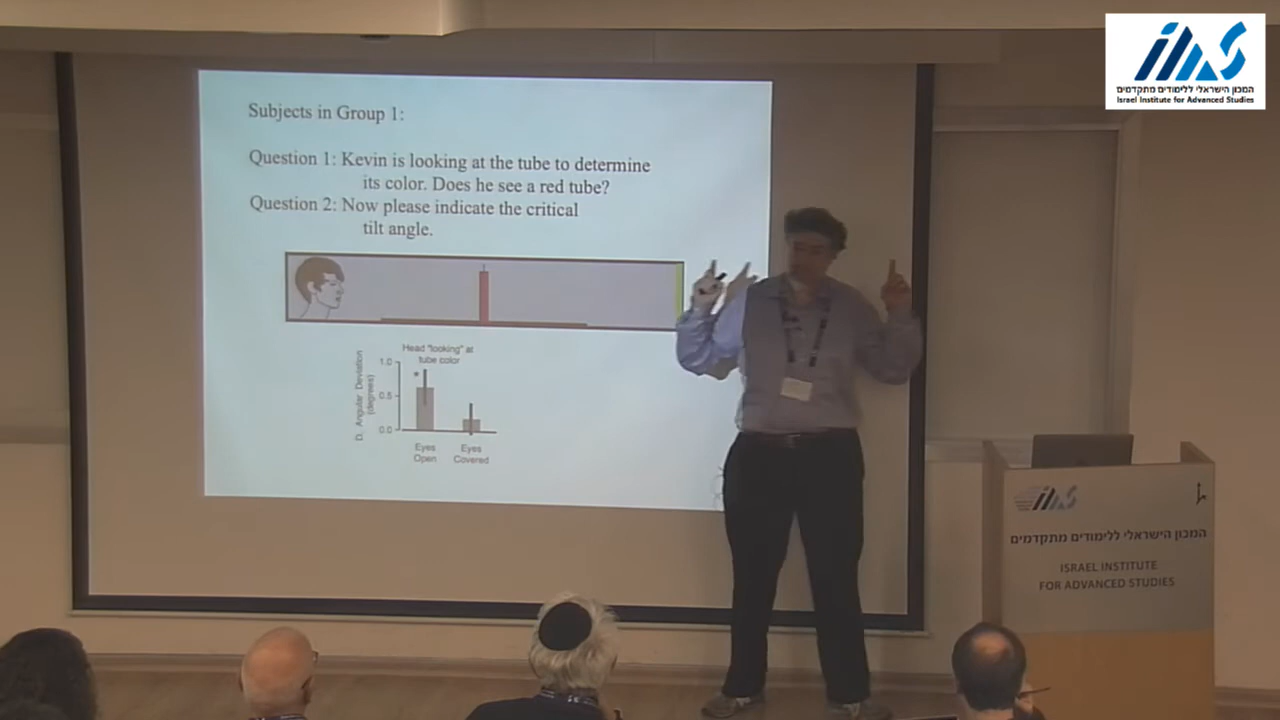 המכון הישראלי ללימודים מתקדמים
Israel Institute for Advanced Studies
Subjects in Group 1:
Question 1: Kevin is looking at the tube to determine
its color. Does he see a red tube?
Question 2: Now please indicate the critical
tilt angle.
Head "looking" at
tube color
D. Angular Deviation
(degrees)
1.0
*
0.5
0.0
Eyes Eyes
Open Covered
המכון הישראלי ללימודים מתקדמים
ISRAEL INSTITUTE
FOR ADVANCED STUDIES